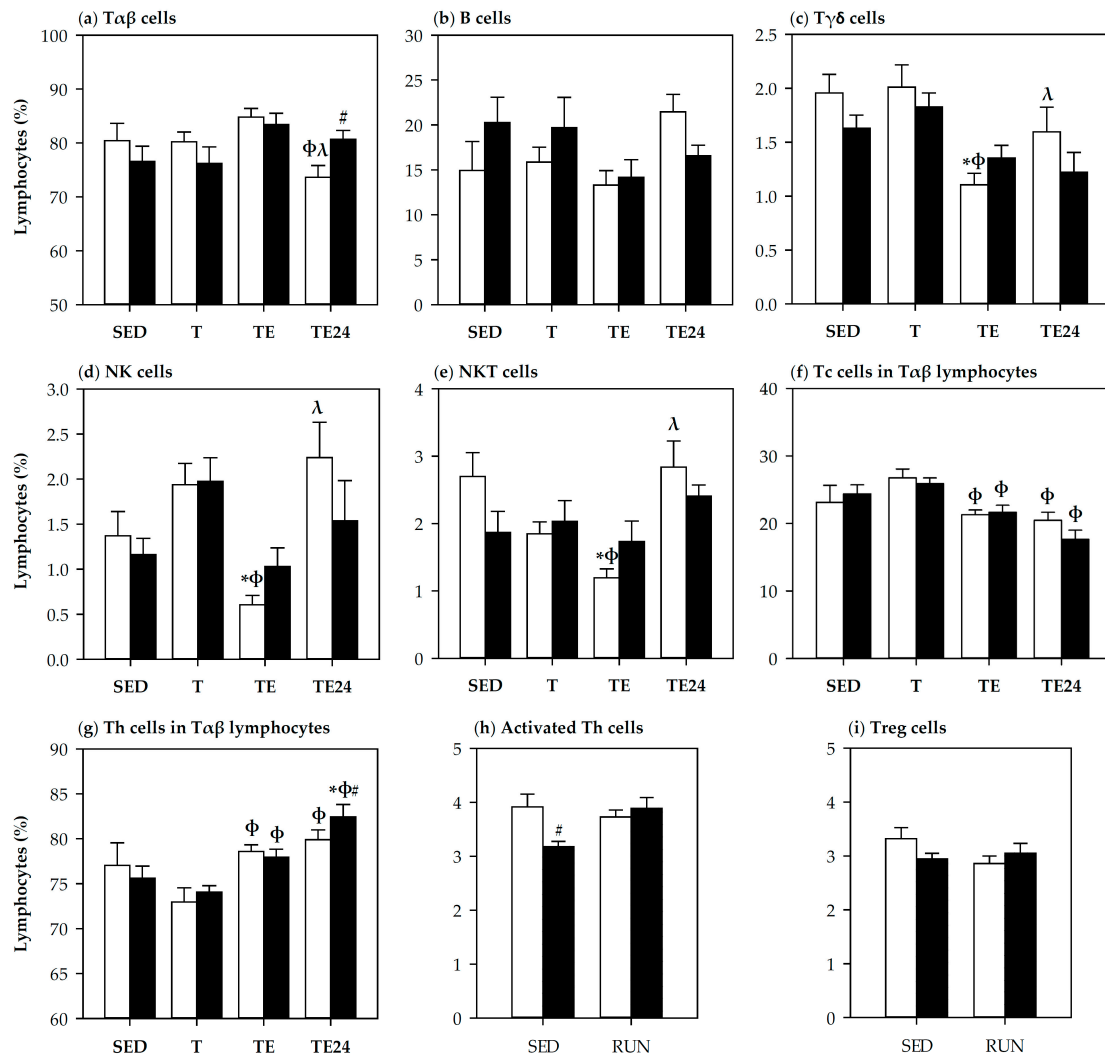 (a) Tαβ cells
100
90
80
70
60
50
Lymphocytes (%)
ϕλ
#
SED T TE TE24
(b) B cells
30
25
20
15
10
5
0
SED T TE TE24
(c) Tγδ cells
2.5
2.0
1.5
1.0
0.5
0.0
*ϕ
λ
SED T TE TE24
(d) NK cells
3.0
2.5
2.0
1.5
1.0
0.5
0.0
Lymphocytes (%)
*ϕ
λ
SED T TE TE24
(e) NKT cells
4
3
2
1
0
*ϕ
λ
SED T TE TE24
(f) Tc cells in Tαβ lymphocytes
40
30
20
10
0
ϕ ϕ ϕ ϕ
SED T TE TE24
(g) Th cells in Tαβ lymphocytes
90
85
80
75
70
65
60
Lymphocytes (%)
ϕ ϕ ϕ *ϕ#
SED T TE TE24
(h) Activated Th cells
5
4
3
2
1
0
#
SED RUN
(i) Treg cells
5
4
3
2
1
0
SED RUN